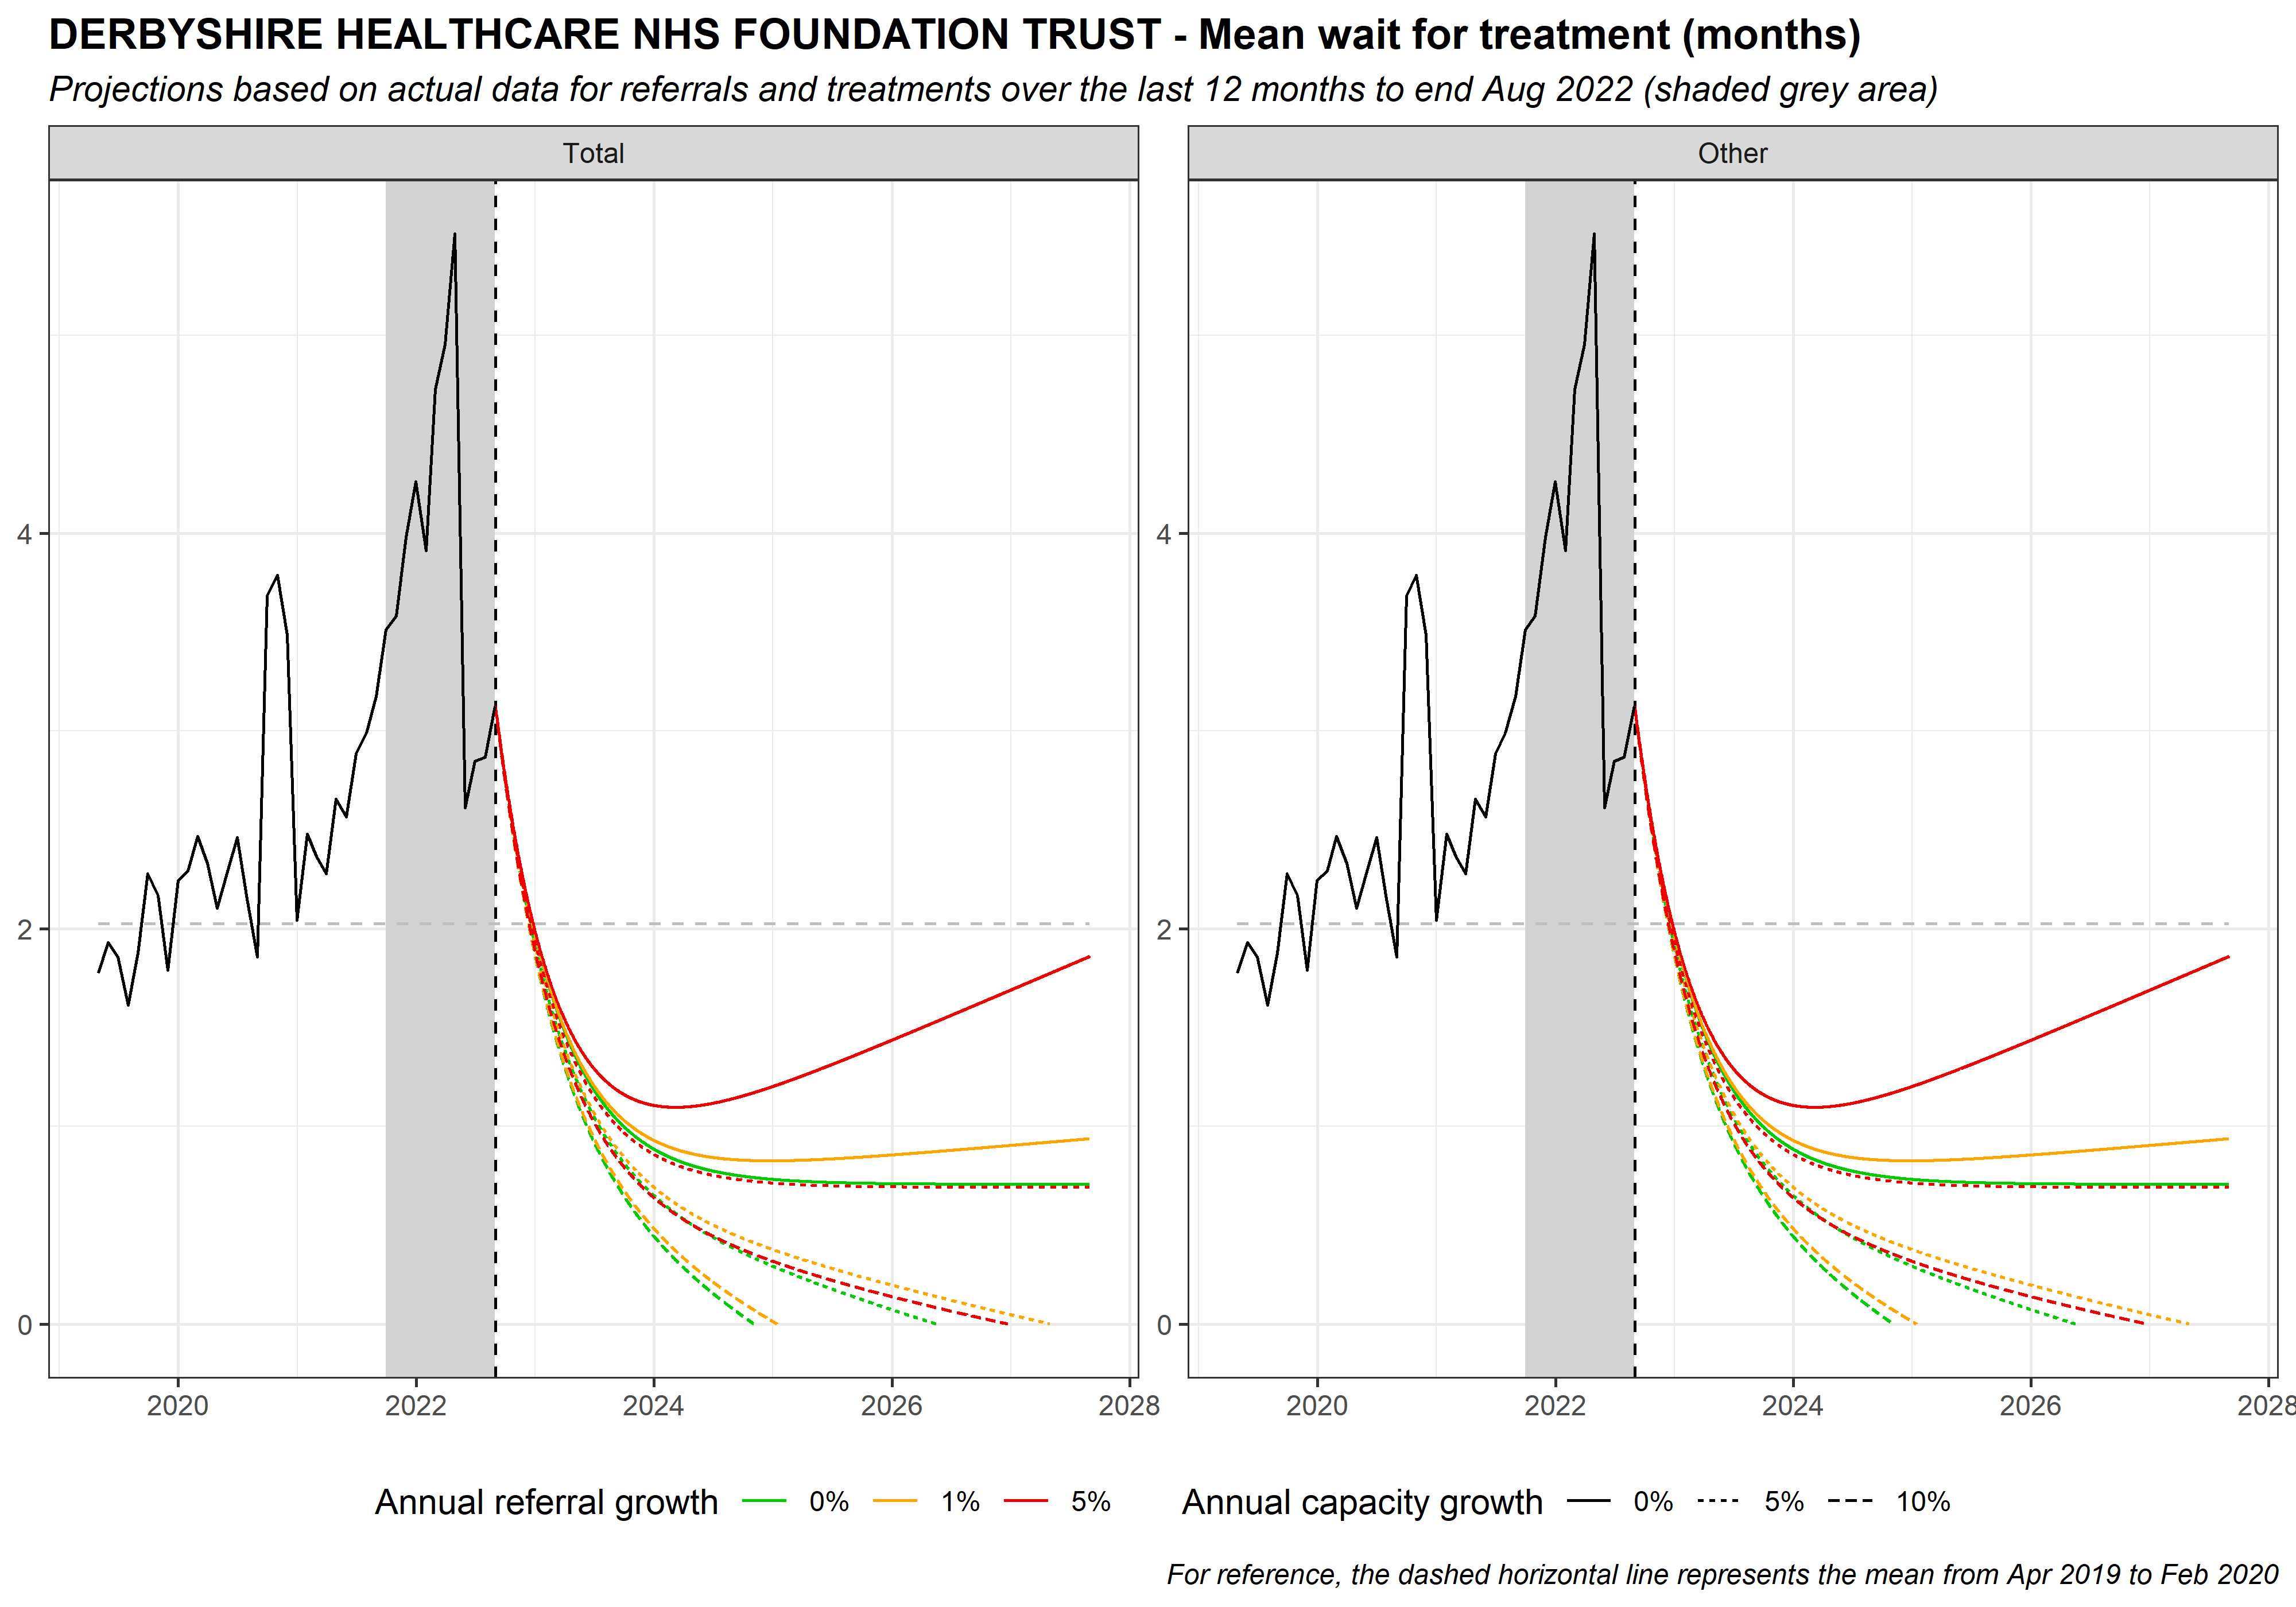 DERBYSHIRE HEALTHCARE NHS FOUNDATION TRUST - Mean wait for treatment (months)
Projections based on actual data for referrals and treatments over the last 12 months to end Aug 2022 (shaded grey area)
Total
Other
4
2
0
4
2
0
2020 2022 2024 2026 2028
2020 2022 2024 2026 2028
Annual referral growth 0% 1% 5%
Annual capacity growth 0% 5% 10%
For reference, the dashed horizontal line represents the mean from Apr 2019 to Feb 2020